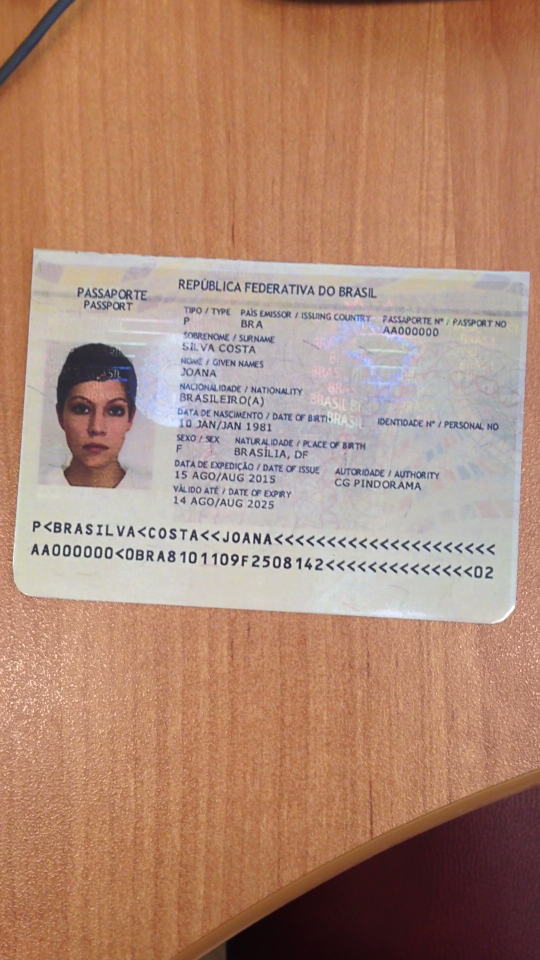 REPÚBLICA FEDERATIVA DO BRASIL
PASSAPORTE
PASSPORT
TIPO / TYPE PAÍS EMISSOR / ISSUING COUNTRY PASSAPORTE Nº / PASSPORT NO
P BRA AA000000
SOBRENOME / SURNAME
SILVA COSTA
NOME / GIVEN NAMES
JOANA
NACIONALIDADE / NATIONALITY
BRASILEIRO(A)
DATA DE NASCIMENTO / DATE OF BIRTH IDENTIDADE Nº / PERSONAL NO
10 JAN/JAN 1981
SEXO / SEX NATURALIDADE / PLACE OF BIRTH
F BRASÍLIA, DF
DATA DE EXPEDIÇÃO / DATE OF ISSUE AUTORIDADE / AUTHORITY
15 AGO/AUG 2015 CG PINDORAMA
VÁLIDO ATÉ / DATE OF EXPIRY
14 AGO/AUG 2025
P<BRASILVA<COSTA<<JOANA<<<<<<<<<<<<<<<<<<<<<
AA000000<0BRA8101109F2508142<<<<<<<<<<<<<<02